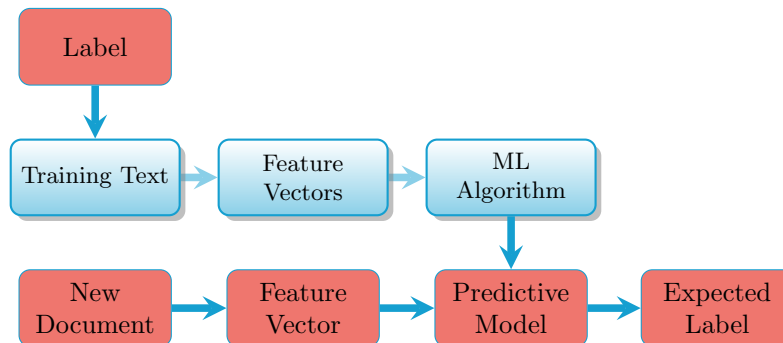 Label
Training Text
Feature
Vectors
ML
Algorithm
New
Document
Feature
Vector
Predictive
Model
Expected
Label